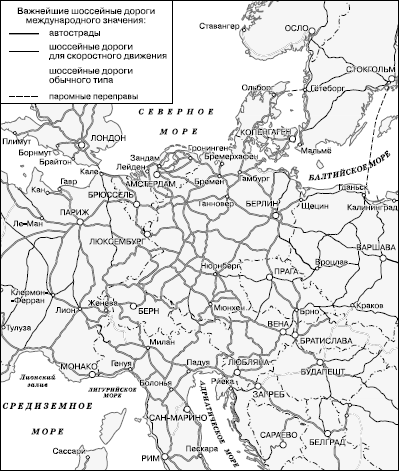 Важнейшие шоссейные дороги
международного значения:
автострады
шоссейные дороги
для скоростного движения
шоссейные дороги
обычного типа
паромные переправы
Ставангер
ОСЛО
СТОКГОЛЬМ
Ольборг
Гётеборг
СЕВЕРНОЕ
МОРЕ
КОПЕНГАГЕН
Мальмё
БАЛТИЙСКОЕ МОРЕ
Плимут
ЛОНДОН
Борнмут
Брайтон
Зандам
Гронинген
Бремерхафен
Лейден
Кале
АМСТЕРДАМ
Бремен
Гамбург
Гданьск
Гавр
БРЮССЕЛЬ
Кан
Ганновер
БЕРЛИН
Щецин
Калининград
Ле-Ман
ПАРИЖ
ЛЮКСЕМБУРГ
ВАРШАВА
Нюрнберг
ПРАГА
Вроцлав
Клермон-
Ферран
Женева
Лион
БЕРН
Мюнхен
Брно
Краков
ВЕНА
Тулуза
Милан
БРАТИСЛАВА
Лионский
залив
МОНАКО
Генуя
Падуя
ЛЮБЛЯНА
БУДАПЕШТ
ЛИГУРИЙСКОЕ
МОРЕ
Болонья
Риека
ЗАГРЕБ
СРЕДИЗЕМНОЕ
МОРЕ
АДРИАТИЧЕСКОЕ МОРЕ
САН-МАРИНО
САРАЕВО
БЕЛГРАД
Сассари
Пескара
РИМ